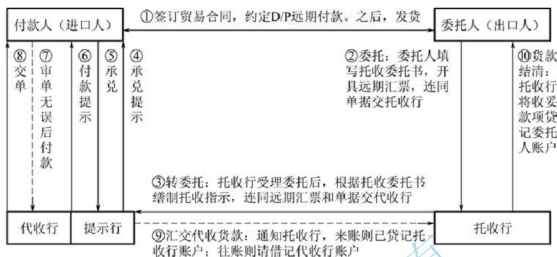 付款人（进口人）
①签订贸易合同，约定D/P远期付款。之后，发货
委托人（出口人）
⑧交单
⑦审单无误后付款
⑥付款提示
⑤承兑
④承兑提示
②委托：委托人填
写托收委托书，开
具远期汇票，连同
单据交托收行
⑩货款
结清：
托收行
将收妥
款项贷
记委托
人账户
③转委托：托收行受理委托后，根据托收委托书
缮制托收指示，连同远期汇票和单据交代收行
代收行
提示行
托收行
⑨汇交代收货款：通知托收行，来账则已贷记托
收行账户；往账则请借记代收行账户